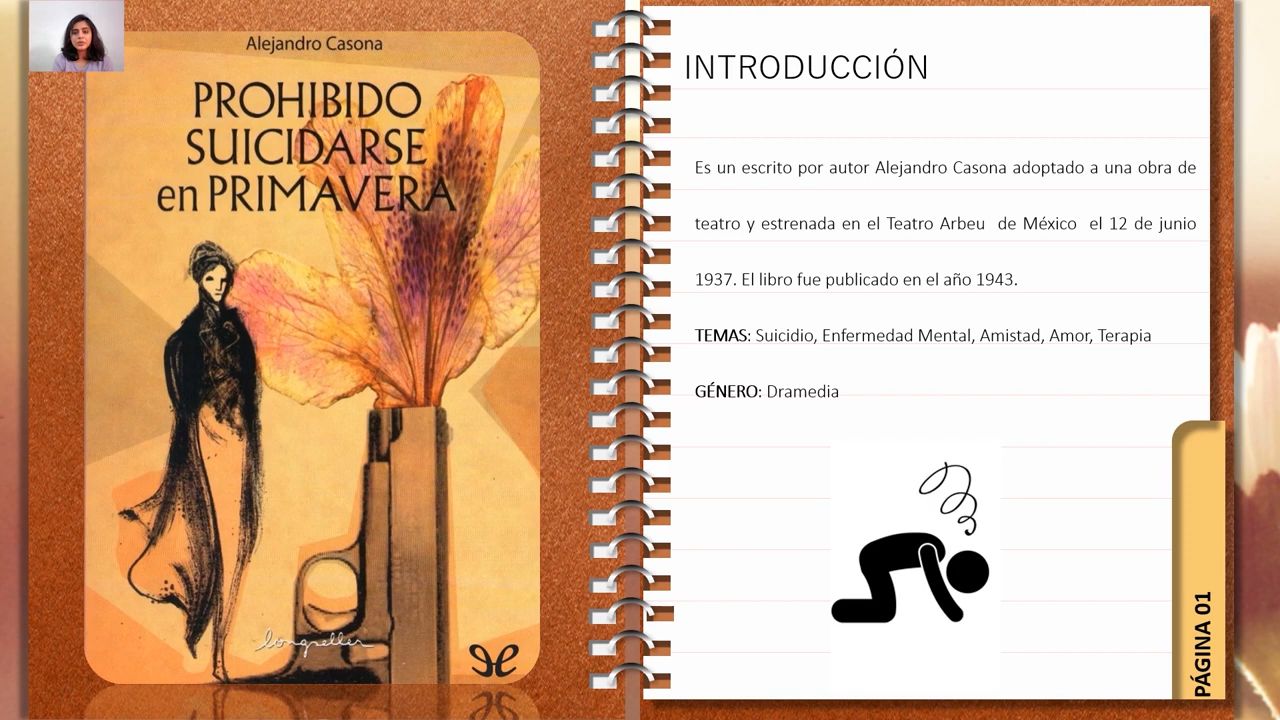 Alejandro Casona
PROHIBIDO
SUICIDARSE
en PRIMAVERA
longseller
INTRODUCCIÓN
Es un escrito por autor Alejandro Casona adoptado a una obra de
teatro y estrenada en el Teatro Arbeu de México el 12 de junio
1937. El libro fue publicado en el año 1943.
TEMAS: Suicidio, Enfermedad Mental, Amistad, Amor, Terapia
GÉNERO: Dramedia
PÁGINA 01